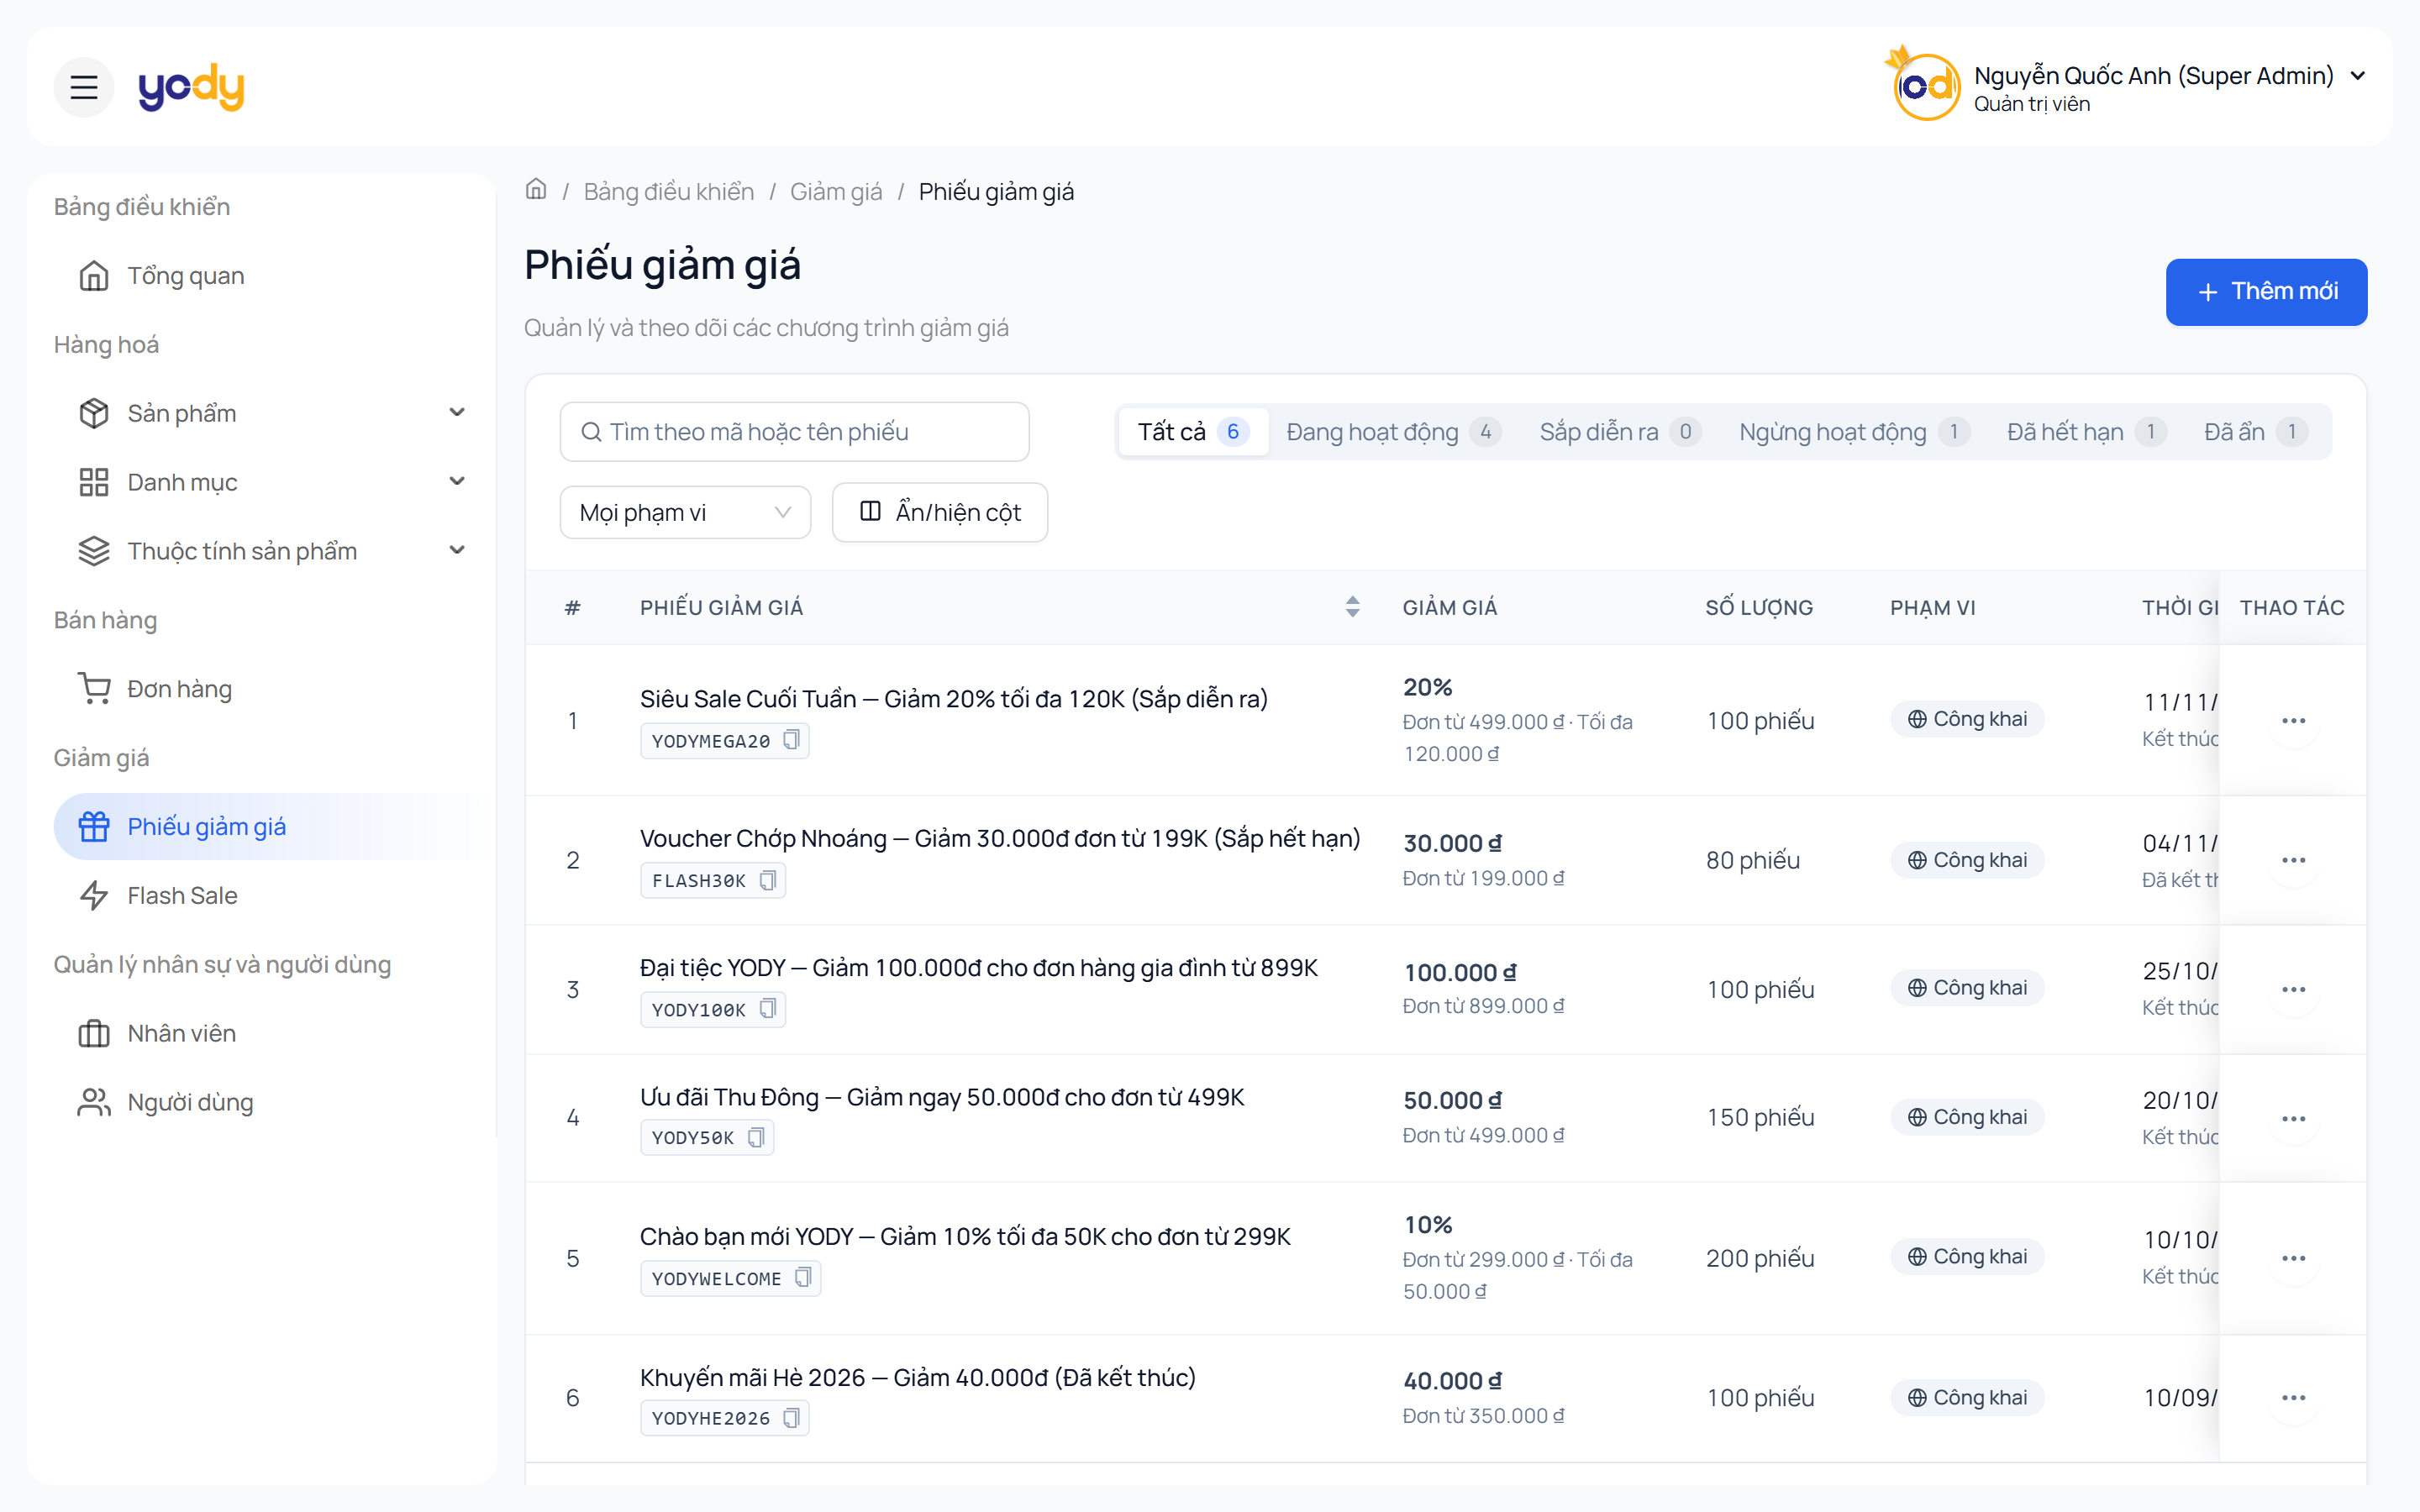 yody
Nguyễn Quốc Anh (Super Admin)
Quản trị viên
Bảng điều khiển
Tổng quan
Hàng hoá
Sản phẩm
Danh mục
Thuộc tính sản phẩm
Bán hàng
Đơn hàng
Giảm giá
Phiếu giảm giá
Flash Sale
Quản lý nhân sự và người dùng
Nhân viên
Người dùng
/ Bảng điều khiển / Giảm giá / Phiếu giảm giá
Phiếu giảm giá
Quản lý và theo dõi các chương trình giảm giá
+ Thêm mới
Tìm theo mã hoặc tên phiếu
Tất cả 6 Đang hoạt động 4 Sắp diễn ra 0 Ngừng hoạt động 1 Đã hết hạn 1 Đã ẩn 1
Mọi phạm vi
Ẩn/hiện cột
# PHIẾU GIẢM GIÁ GIẢM GIÁ SỐ LƯỢNG PHẠM VI THỜI GI THAO TÁC
1
Siêu Sale Cuối Tuần — Giảm 20% tối đa 120K (Sắp diễn ra)
YODYMEGA20
20%
Đơn từ 499.000 ₫ · Tối đa
120.000 ₫
100 phiếu
Công khai
11/11/
Kết thúc
2
Voucher Chớp Nhoáng — Giảm 30.000đ đơn từ 199K (Sắp hết hạn)
FLASH30K
30.000 ₫
Đơn từ 199.000 ₫
80 phiếu
Công khai
04/11/
Đã kết th
3
Đại tiệc YODY — Giảm 100.000đ cho đơn hàng gia đình từ 899K
YODY100K
100.000 ₫
Đơn từ 899.000 ₫
100 phiếu
Công khai
25/10/
Kết thúc
4
Ưu đãi Thu Đông — Giảm ngay 50.000đ cho đơn từ 499K
YODY50K
50.000 ₫
Đơn từ 499.000 ₫
150 phiếu
Công khai
20/10/
Kết thúc
5
Chào bạn mới YODY — Giảm 10% tối đa 50K cho đơn từ 299K
YODYWELCOME
10%
Đơn từ 299.000 ₫ · Tối đa
50.000 ₫
200 phiếu
Công khai
10/10/
Kết thúc
6
Khuyến mãi Hè 2026 — Giảm 40.000đ (Đã kết thúc)
YODYHE2026
40.000 ₫
Đơn từ 350.000 ₫
100 phiếu
Công khai
10/09/